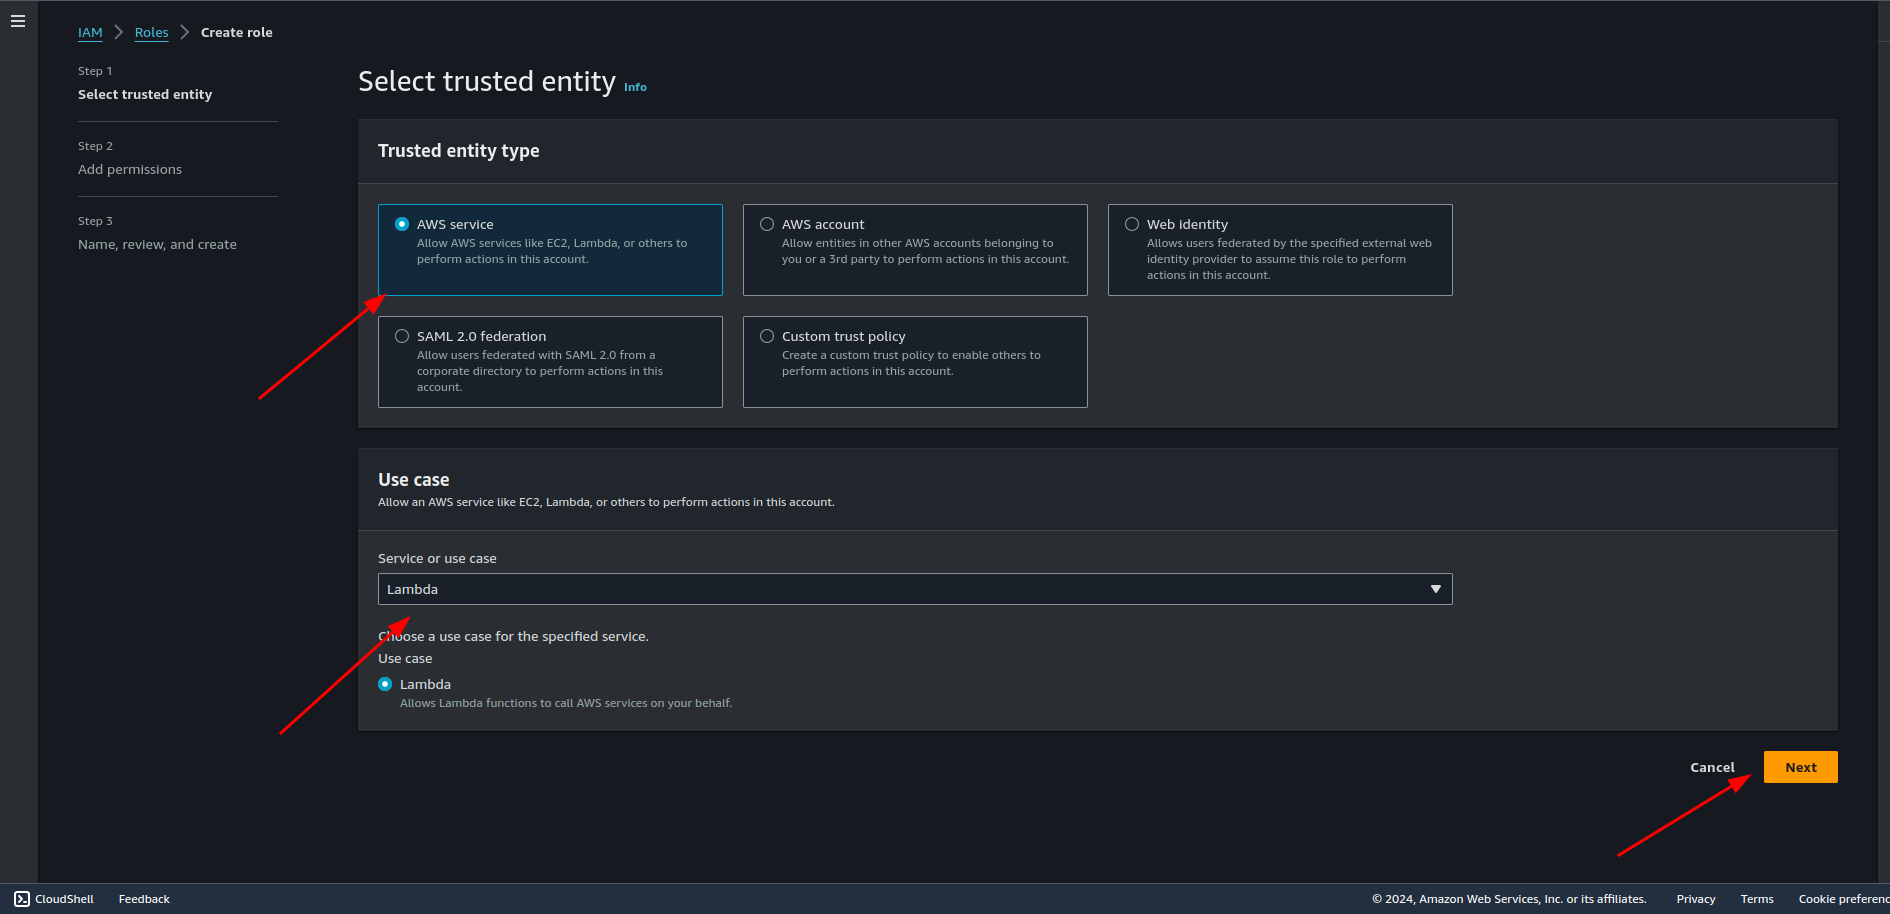 IAM > Roles > Create role
Step 1
Select trusted entity
Step 2
Add permissions
Step 3
Name, review, and create
Select trusted entity Info
Trusted entity type
AWS service
Allow AWS services like EC2, Lambda, or others to
perform actions in this account.
AWS account
Allow entities in other AWS accounts belonging to
you or a 3rd party to perform actions in this account.
Web identity
Allows users federated by the specified external web
identity provider to assume this role to perform
actions in this account.
SAML 2.0 federation
Allow users federated with SAML 2.0 from a
corporate directory to perform actions in this
account.
Custom trust policy
Create a custom trust policy to enable others to
perform actions in this account.
Use case
Allow an AWS service like EC2, Lambda, or others to perform actions in this account.
Service or use case
Lambda
Choose a use case for the specified service.
Use case
Lambda
Allows Lambda functions to call AWS services on your behalf.
Cancel Next
CloudShell Feedback © 2024, Amazon Web Services, Inc. or its affiliates. Privacy Terms Cookie preferenc